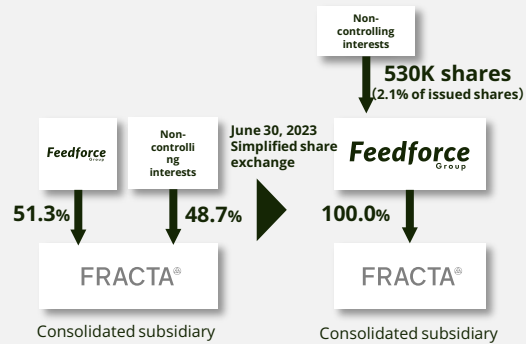 Feedforce
Group
Non-
controlli
ng
interests
51.3%
48.7%
FRACTA
Consolidated subsidiary
June 30, 2023
Simplified share
exchange
Non-
controlling
interests
530K shares
(2.1% of issued shares)
Feedforce
Group
100.0%
FRACTA
Consolidated subsidiary